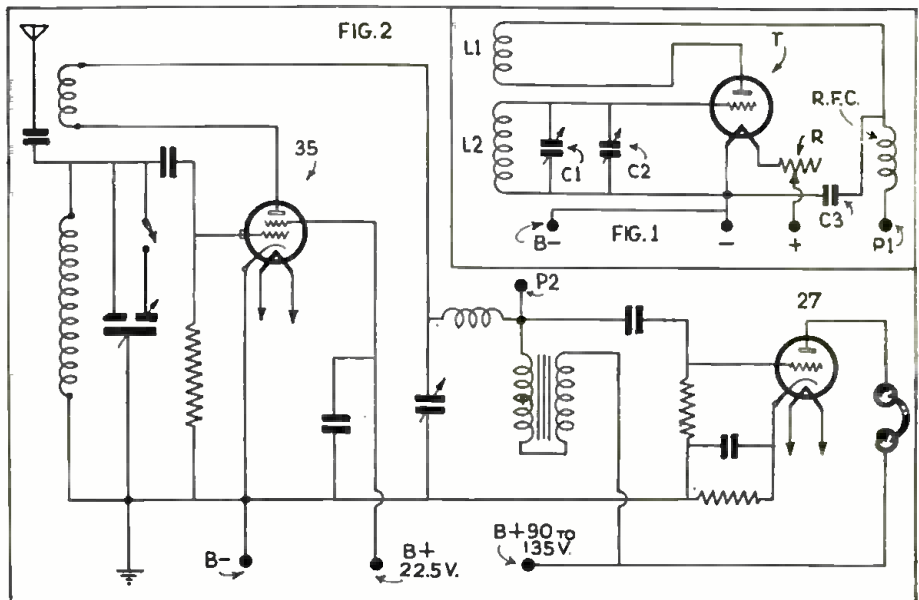 FIG.2
35
B-
B+
22.5 V.
P2
B+90 TO
135 V.
27
L1
L2
T
R.F.C.
R
C1
C2
C3
B-
FIG.1
-
+
P1